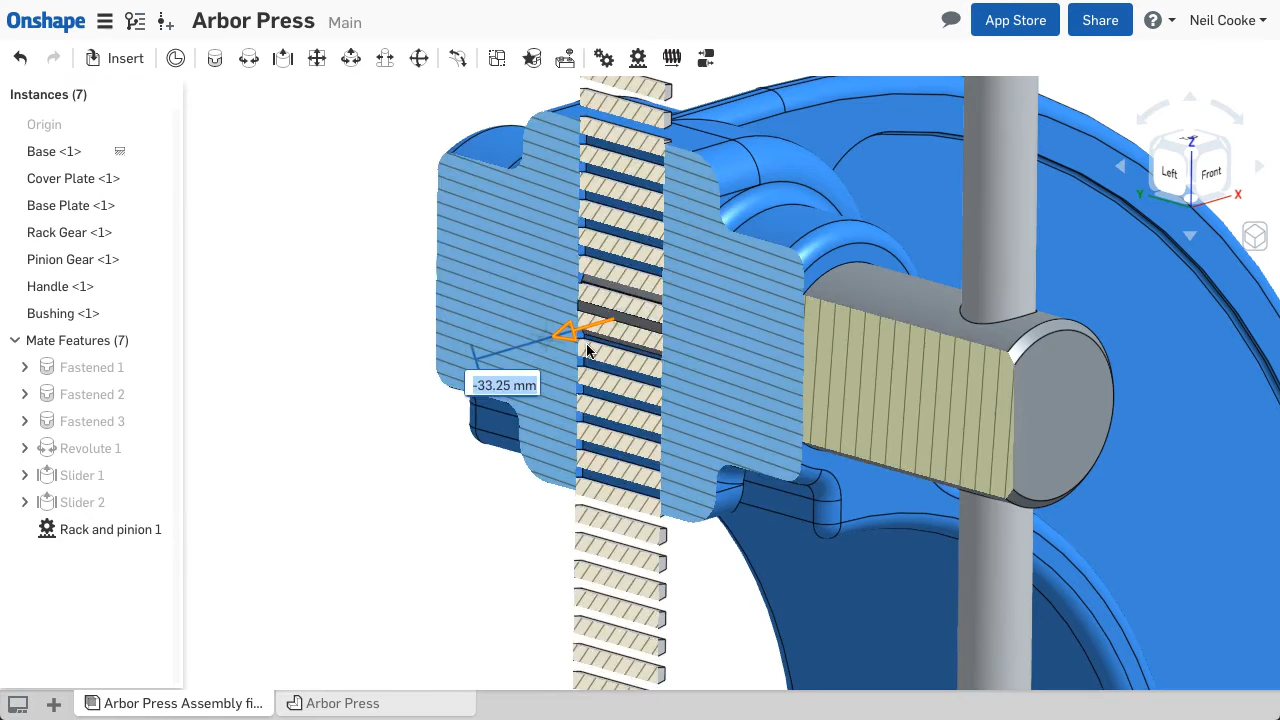 Onshape Arbor Press Main App Store Share Neil Cooke
Insert
Instances (7)
Origin
Base <1>
Cover Plate <1>
Base Plate <1>
Rack Gear <1>
Pinion Gear <1>
Handle <1>
Bushing <1>
Mate Features (7)
Fastened 1
Fastened 2
Fastened 3
Revolute 1
Slider 1
Slider 2
Rack and pinion 1
-33.25 mm
Z
Left Front
Y X
Arbor Press Assembly fi... Arbor Press